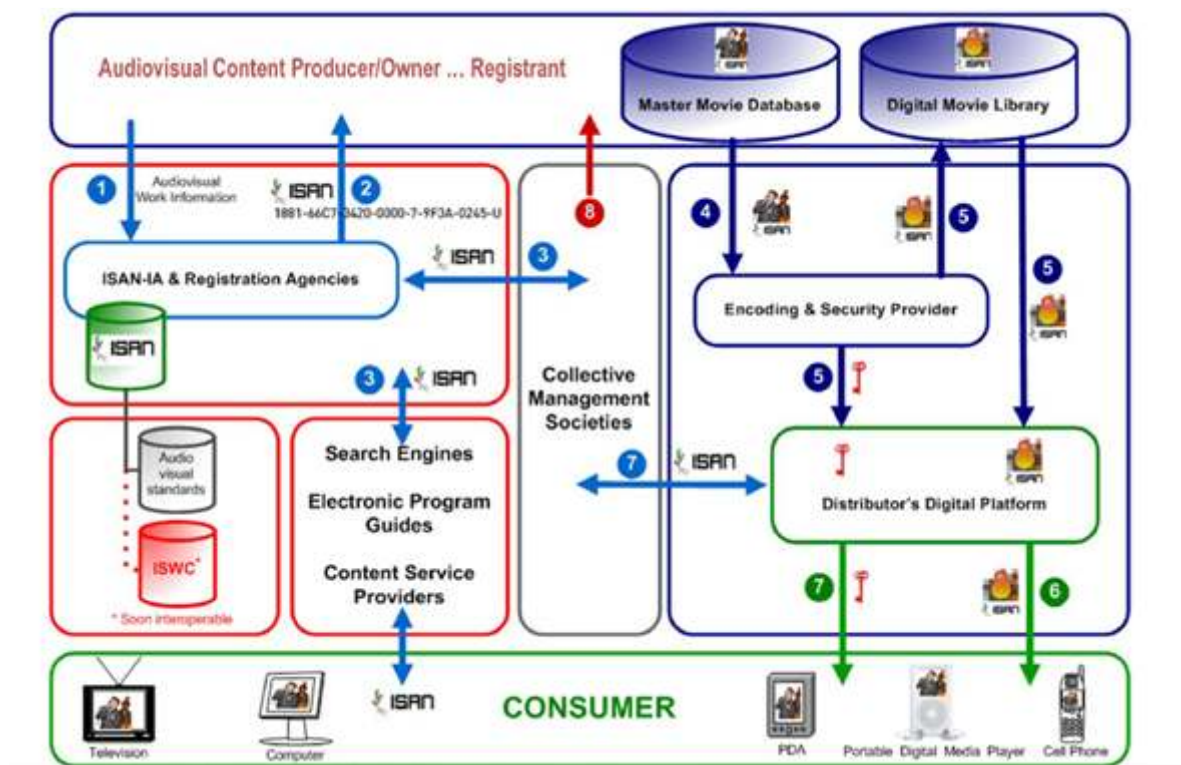 Audiovisual Content Producer/Owner ... Registrant
ISAN
Master Movie Database
ISAN
Digital Movie Library
1
Audiovisual
Work Information
ISAN
2
1881-66C7-3420-0000-7-9F3A-0245-U
8
4
ISAN
ISAN
5
5
ISAN
ISAN
3
ISAN-IA & Registration Agencies
Encoding & Security Provider
ISAN
3
ISAN
5
Collective
Management
Societies
Audio
visual
standards
ISWC*
* Soon interoperable
Search Engines
Electronic Program
Guides
Content Service
Providers
7
ISAN
ISAN
Distributor's Digital Platform
7
ISAN
6
ISAN
CONSUMER
Television
Computer
PDA
Portable Digital Media Player
Cell Phone